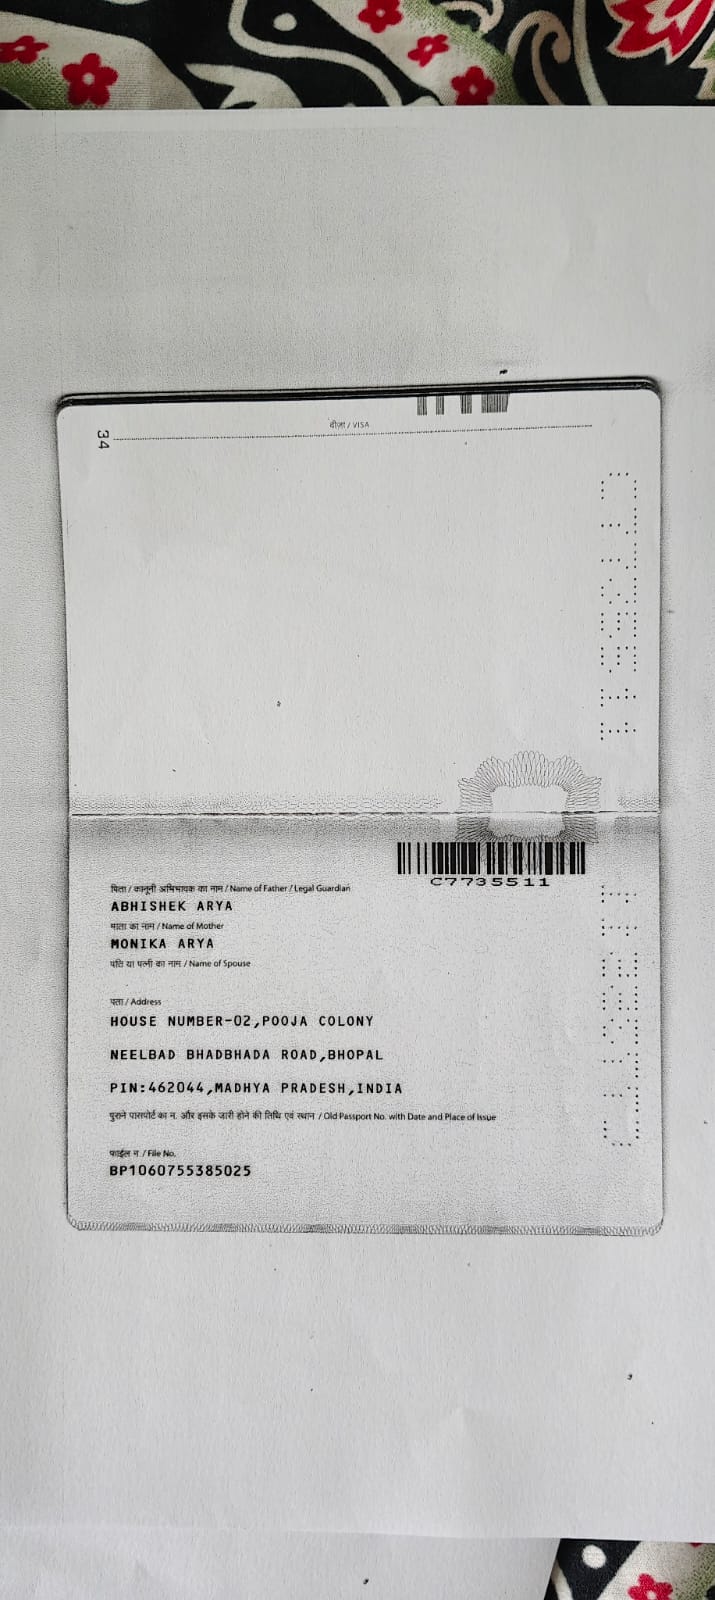 34
वीज़ा / VISA
C7735511
पिता / कानूनी अभिभावक का नाम / Name of Father / Legal Guardian
ABHISHEK ARYA
माता का नाम / Name of Mother
MONIKA ARYA
पति या पत्नी का नाम / Name of Spouse
पता / Address
HOUSE NUMBER-02,POOJA COLONY
NEELBAD BHADBHADA ROAD,BHOPAL
PIN:462044,MADHYA PRADESH,INDIA
पुराने पासपोर्ट का न. और इसके जारी होने की तिथि एवं स्थान / Old Passport No. with Date and Place of Issue
फाईल न. / File No.
BP1060755385025